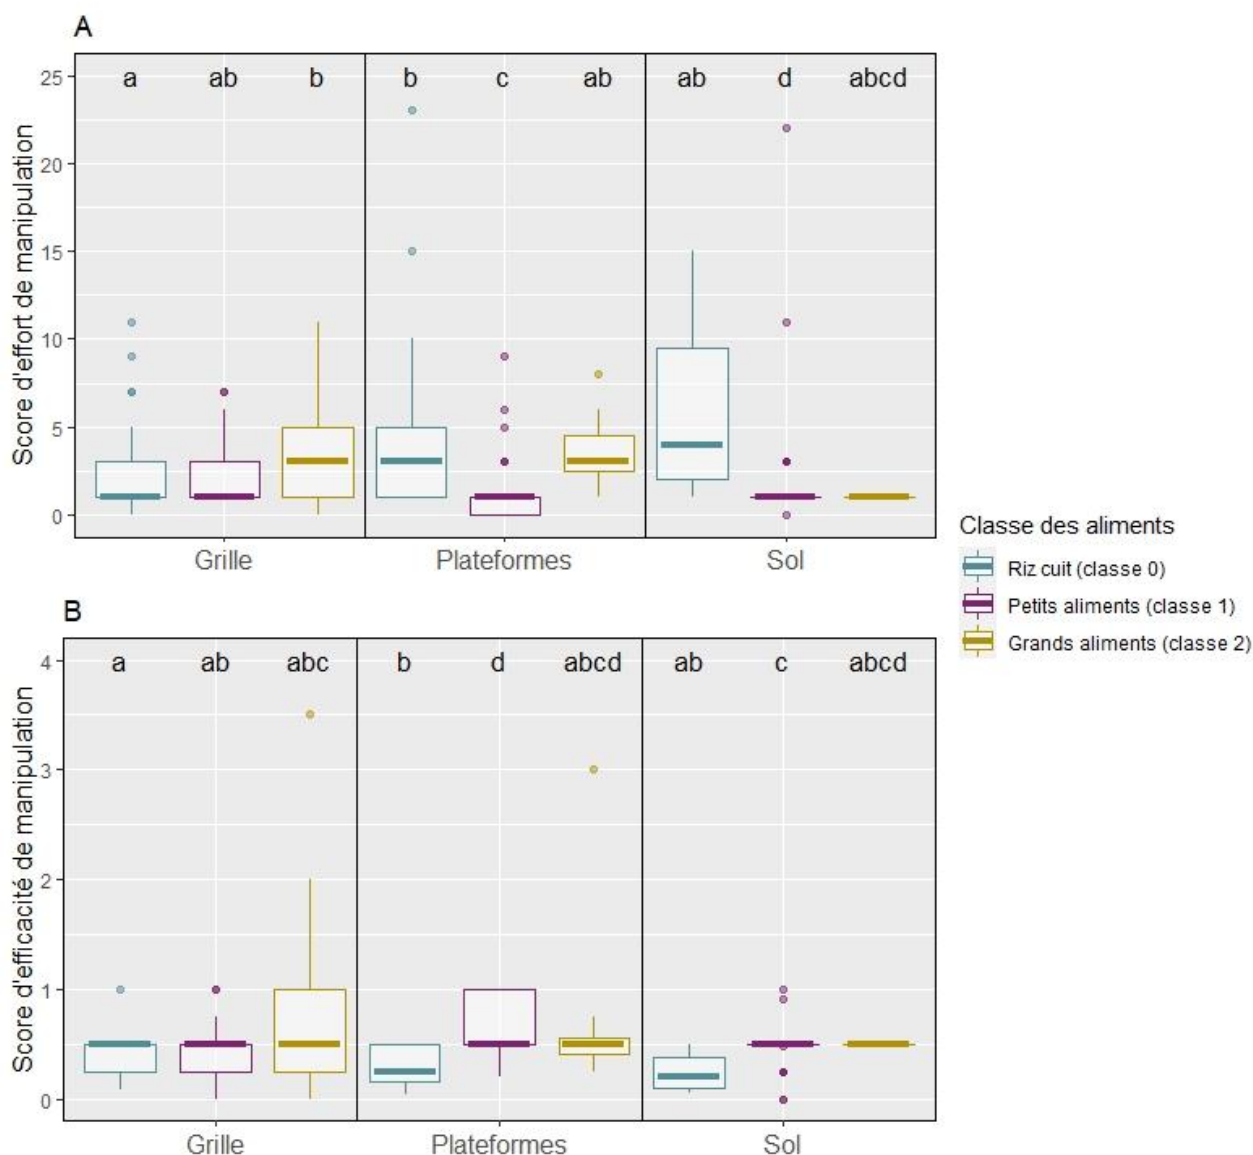 A
Score d'effort de manipulation
25
20
15
10
5
0
a ab b b c ab ab d abcd
Grille Plateformes Sol
Classe des aliments
Riz cuit (classe 0)
Petits aliments (classe 1)
Grands aliments (classe 2)
B
Score d'efficacité de manipulation
4
3
2
1
0
a ab abc b d abcd ab c abcd
Grille Plateformes Sol